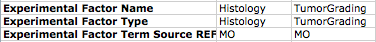 Experimental Factor Name Histology TumorGrading
Experimental Factor Type Histology TumorGrading
Experimental Factor Term Source REF MO MO